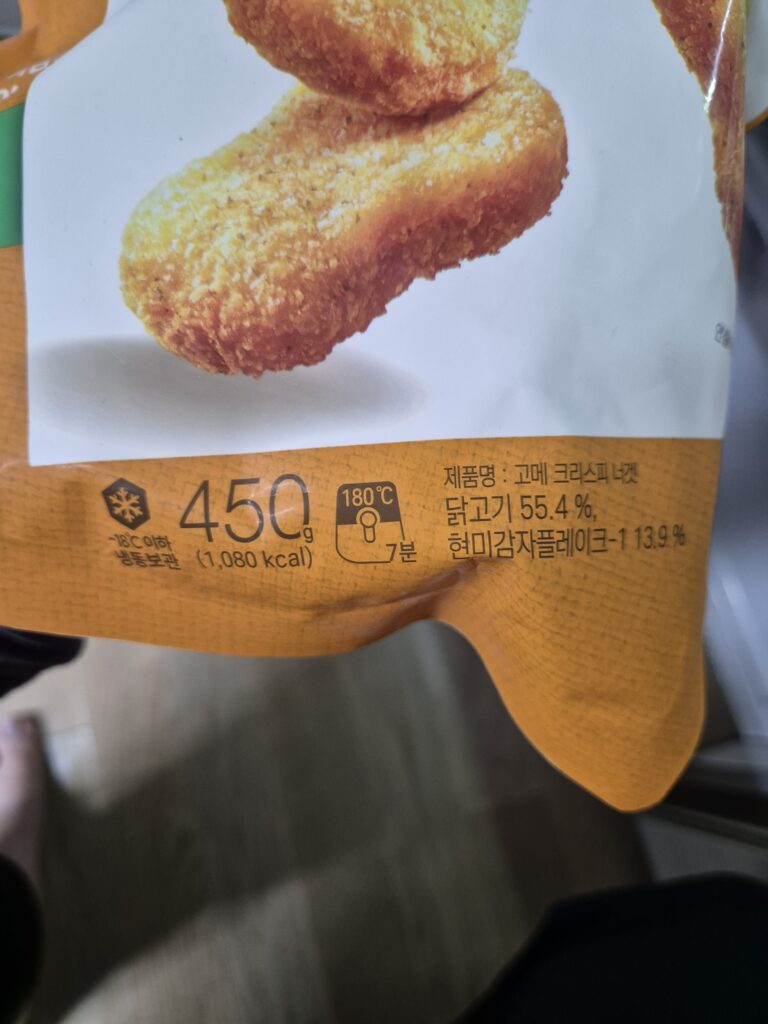 -18℃ 이하
냉동보관
450g
(1,080 kcal)
180℃
7분
제품명 : 고메 크리스피 너겟
닭고기 55.4 %,
현미감자플레이크-1 13.9 %